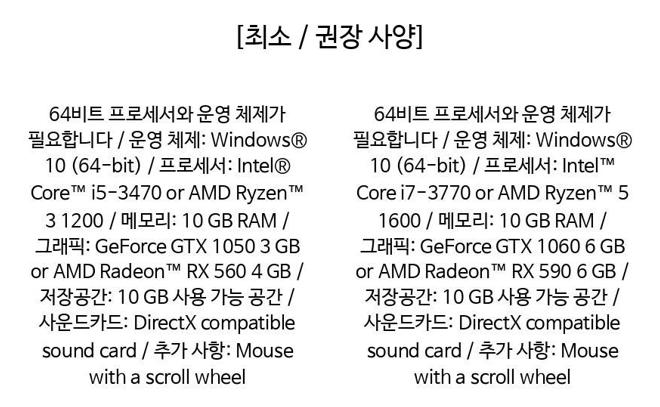 [최소 / 권장 사양]
64비트 프로세서와 운영 체제가
필요합니다 / 운영 체제: Windows®
10 (64-bit) / 프로세서: Intel®
Core™ i5-3470 or AMD Ryzen™
3 1200 / 메모리: 10 GB RAM /
그래픽: GeForce GTX 1050 3 GB
or AMD Radeon™ RX 560 4 GB /
저장공간: 10 GB 사용 가능 공간 /
사운드카드: DirectX compatible
sound card / 추가 사항: Mouse
with a scroll wheel
64비트 프로세서와 운영 체제가
필요합니다 / 운영 체제: Windows®
10 (64-bit) / 프로세서: Intel™
Core i7-3770 or AMD Ryzen™ 5
1600 / 메모리: 10 GB RAM /
그래픽: GeForce GTX 1060 6 GB
or AMD Radeon™ RX 590 6 GB /
저장공간: 10 GB 사용 가능 공간 /
사운드카드: DirectX compatible
sound card / 추가 사항: Mouse
with a scroll wheel